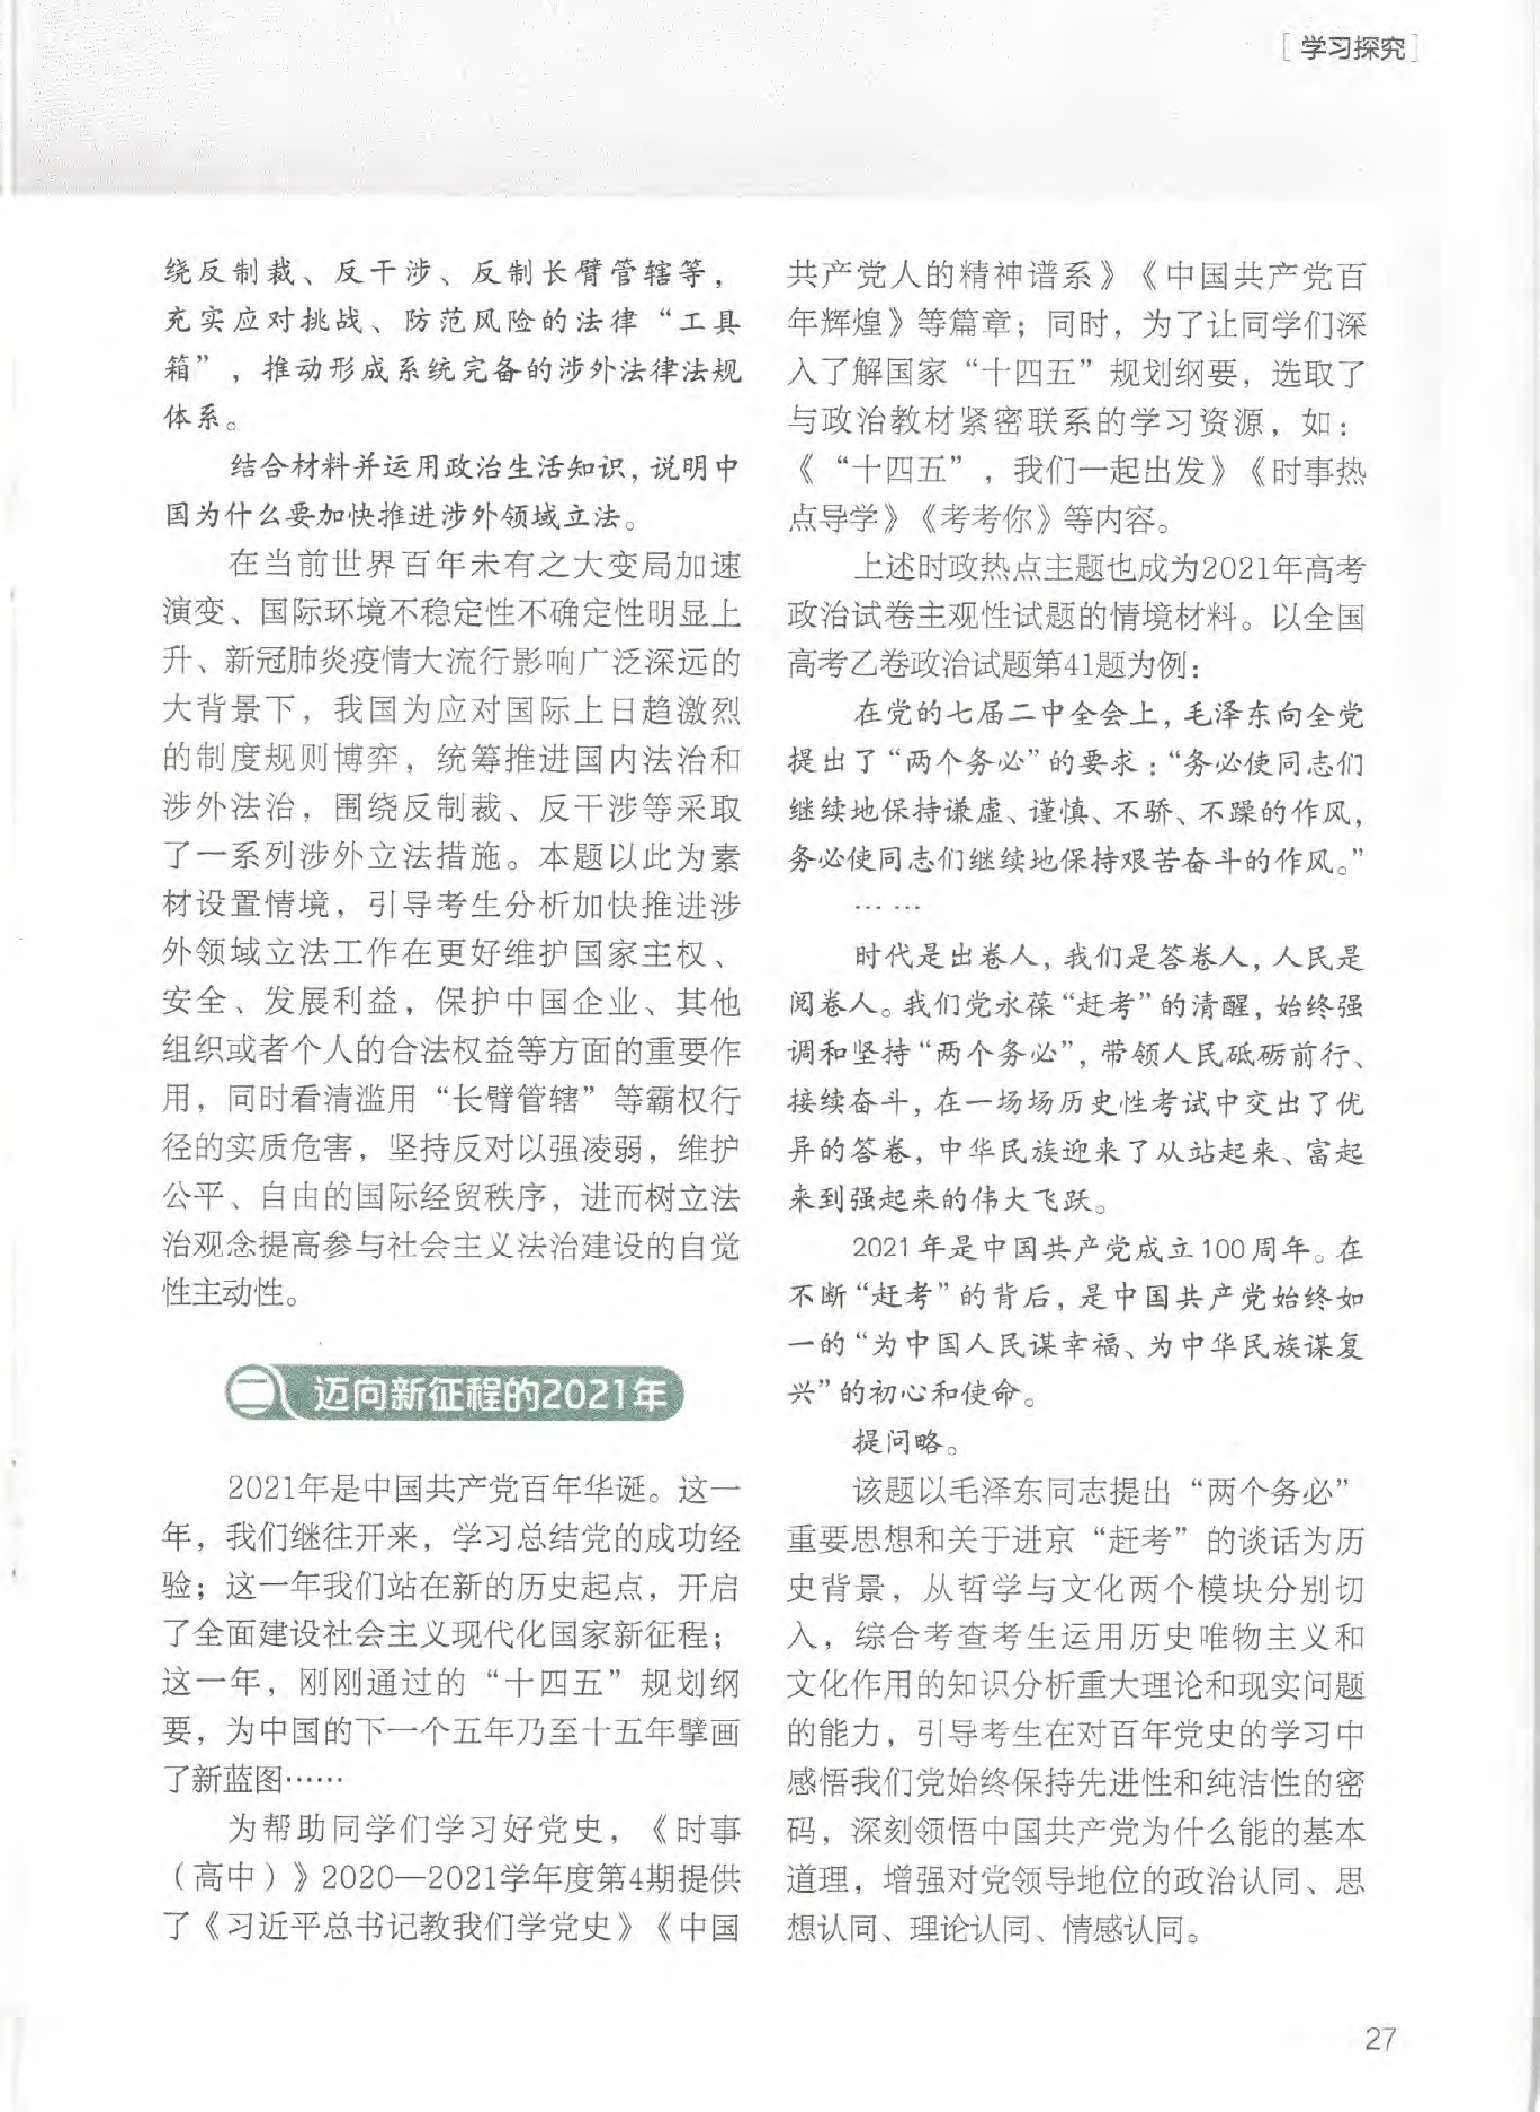 [学习探究]
绕反制裁、反干涉、反制长臂管辖等，
充实应对挑战、防范风险的法律“工具
箱”，推动形成系统完备的涉外法律法规
体系。
结合材料并运用政治生活知识，说明中
国为什么要加快推进涉外领域立法。
在当前世界百年未有之大变局加速
演变、国际环境不稳定性不确定性明显上
升、新冠肺炎疫情大流行影响广泛深远的
大背景下，我国为应对国际上日趋激烈
的制度规则博弈，统筹推进国内法治和
涉外法治，围绕反制裁、反干涉等采取
了一系列涉外立法措施。本题以此为素
材设置情境，引导考生分析加快推进涉
外领域立法工作在更好维护国家主权、
安全、发展利益，保护中国企业、其他
组织或者个人的合法权益等方面的重要作
用，同时看清滥用“长臂管辖”等霸权行
径的实质危害，坚持反对以强凌弱，维护
公平、自由的国际经贸秩序，进而树立法
治观念提高参与社会主义法治建设的自觉
性主动性。
二 迈向新征程的2021年
2021年是中国共产党百年华诞。这一
年，我们继往开来，学习总结党的成功经
验；这一年我们站在新的历史起点，开启
了全面建设社会主义现代化国家新征程；
这一年，刚刚通过的“十四五”规划纲
要，为中国的下一个五年乃至十五年擘画
了新蓝图……
为帮助同学们学习好党史，《时事
（高中）》2020—2021学年度第4期提供
了《习近平总书记教我们学党史》《中国
共产党人的精神谱系》《中国共产党百
年辉煌》等篇章；同时，为了让同学们深
入了解国家“十四五”规划纲要，选取了
与政治教材紧密联系的学习资源，如：
《“十四五”，我们一起出发》《时事热
点导学》《考考你》等内容。
上述时政热点主题也成为2021年高考
政治试卷主观性试题的情境材料。以全国
高考乙卷政治试题第41题为例：
在党的七届二中全会上，毛泽东向全党
提出了“两个务必”的要求：“务必使同志们
继续地保持谦虚、谨慎、不骄、不躁的作风，
务必使同志们继续地保持艰苦奋斗的作风。”
……
时代是出卷人，我们是答卷人，人民是
阅卷人。我们党永葆“赶考”的清醒，始终强
调和坚持“两个务必”，带领人民砥砺前行、
接续奋斗，在一场场历史性考试中交出了优
异的答卷，中华民族迎来了从站起来、富起
来到强起来的伟大飞跃。
2021年是中国共产党成立100周年。在
不断“赶考”的背后，是中国共产党始终如
一的“为中国人民谋幸福、为中华民族谋复
兴”的初心和使命。
提问略。
该题以毛泽东同志提出“两个务必”
重要思想和关于进京“赶考”的谈话为历
史背景，从哲学与文化两个模块分别切
入，综合考查考生运用历史唯物主义和
文化作用的知识分析重大理论和现实问题
的能力，引导考生在对百年党史的学习中
感悟我们党始终保持先进性和纯洁性的密
码，深刻领悟中国共产党为什么能的基本
道理，增强对党领导地位的政治认同、思
想认同、理论认同、情感认同。
27